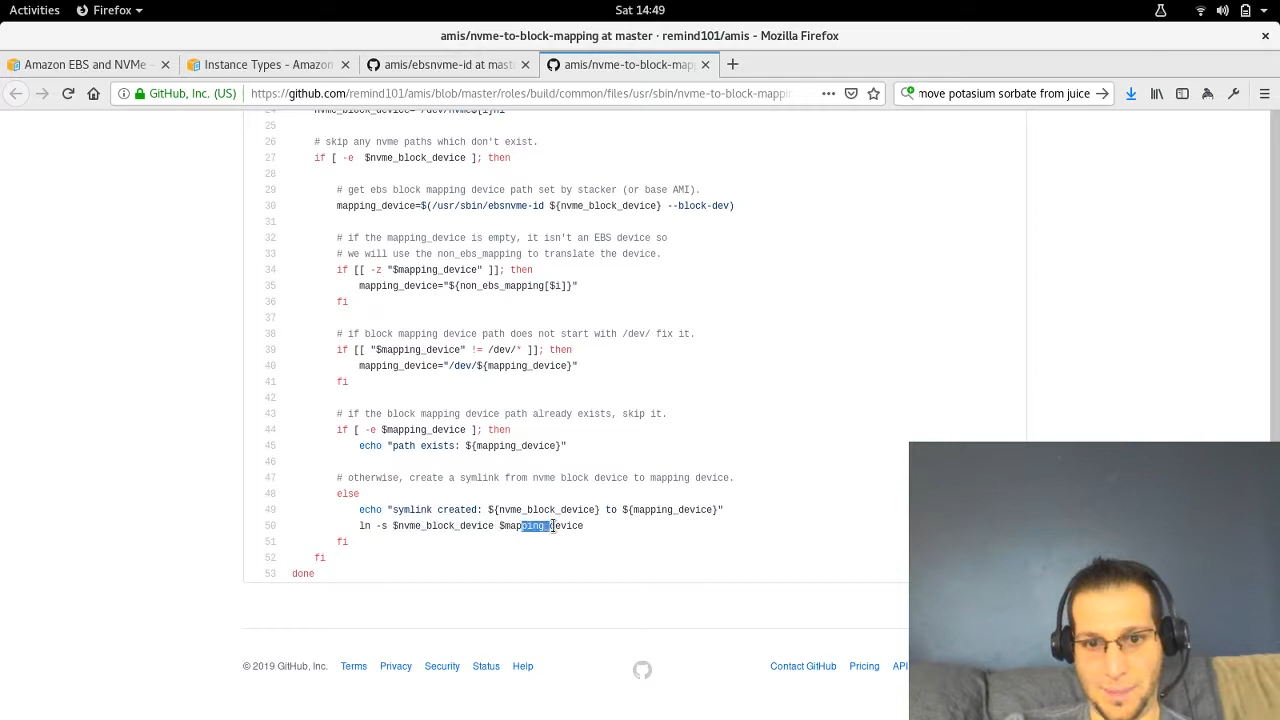 Activities
Firefox
Sat 14:49
amis/nvme-to-block-mapping at master · remind101/amis - Mozilla Firefox
Amazon EBS and NVMe –
Instance Types - Amazon
amis/ebsnvme-id at mast
amis/nvme-to-block-map
GitHub, Inc. (US)
https://github.com/remind101/amis/blob/master/roles/build/common/files/usr/sbin/nvme-to-block-mappin
move potasium sorbate from juice
25
26 # skip any nvme paths which don't exist.
27 if [ -e  $nvme_block_device ]; then
28
29 # get ebs block mapping device path set by stacker (or base AMI).
30 mapping_device=$(/usr/sbin/ebsnvme-id ${nvme_block_device} --block-dev)
31
32 # if the mapping_device is empty, it isn't an EBS device so
33 # we will use the non_ebs_mapping to translate the device.
34 if [[ -z "$mapping_device" ]]; then
35 mapping_device="${non_ebs_mapping[$i]}"
36 fi
37
38 # if block mapping device path does not start with /dev/ fix it.
39 if [[ "$mapping_device" != /dev/* ]]; then
40 mapping_device="/dev/${mapping_device}"
41 fi
42
43 # if the block mapping device path already exists, skip it.
44 if [ -e $mapping_device ]; then
45 echo "path exists: ${mapping_device}"
46
47 # otherwise, create a symlink from nvme block device to mapping device.
48 else
49 echo "symlink created: ${nvme_block_device} to ${mapping_device}"
50 ln -s $nvme_block_device $mapping_device
51 fi
52 fi
53 done
© 2019 GitHub, Inc.
Terms
Privacy
Security
Status
Help
Contact GitHub
Pricing
API